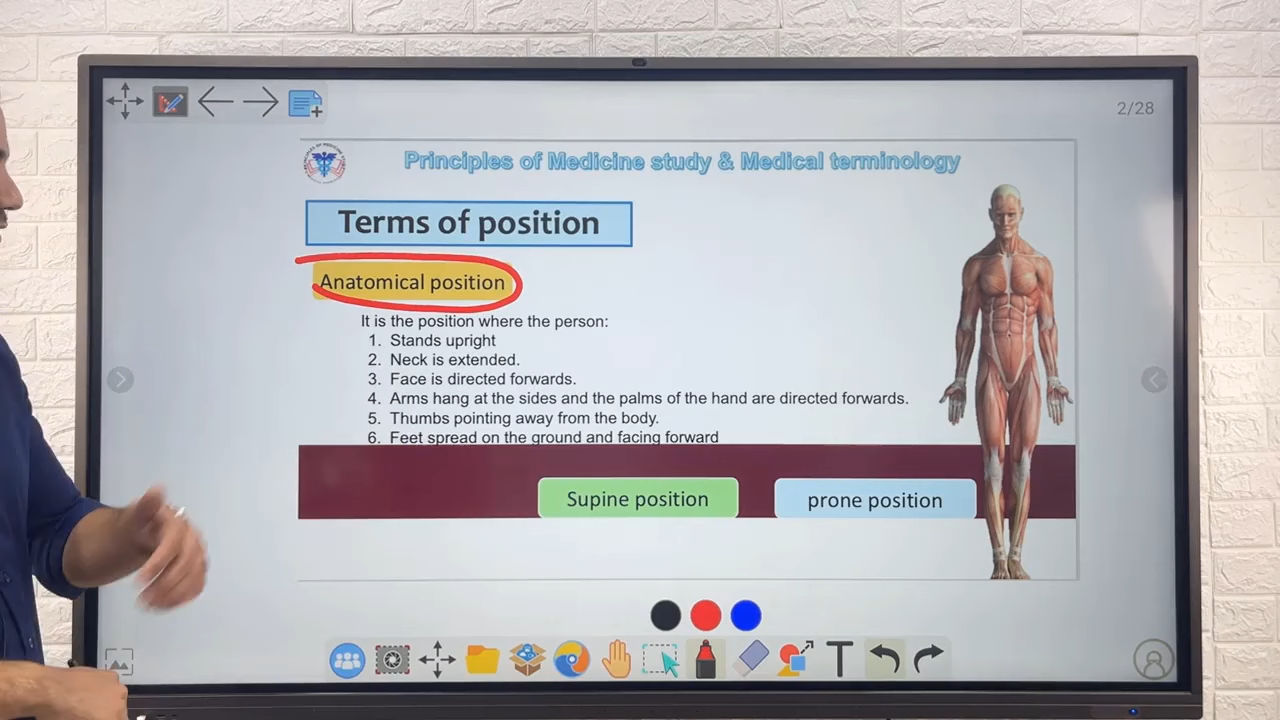 2/28
Principles of Medicine study & Medical terminology
Terms of position
Anatomical position
It is the position where the person:
1. Stands upright
2. Neck is extended.
3. Face is directed forwards.
4. Arms hang at the sides and the palms of the hand are directed forwards.
5. Thumbs pointing away from the body.
6. Feet spread on the ground and facing forward
Supine position
prone position
T